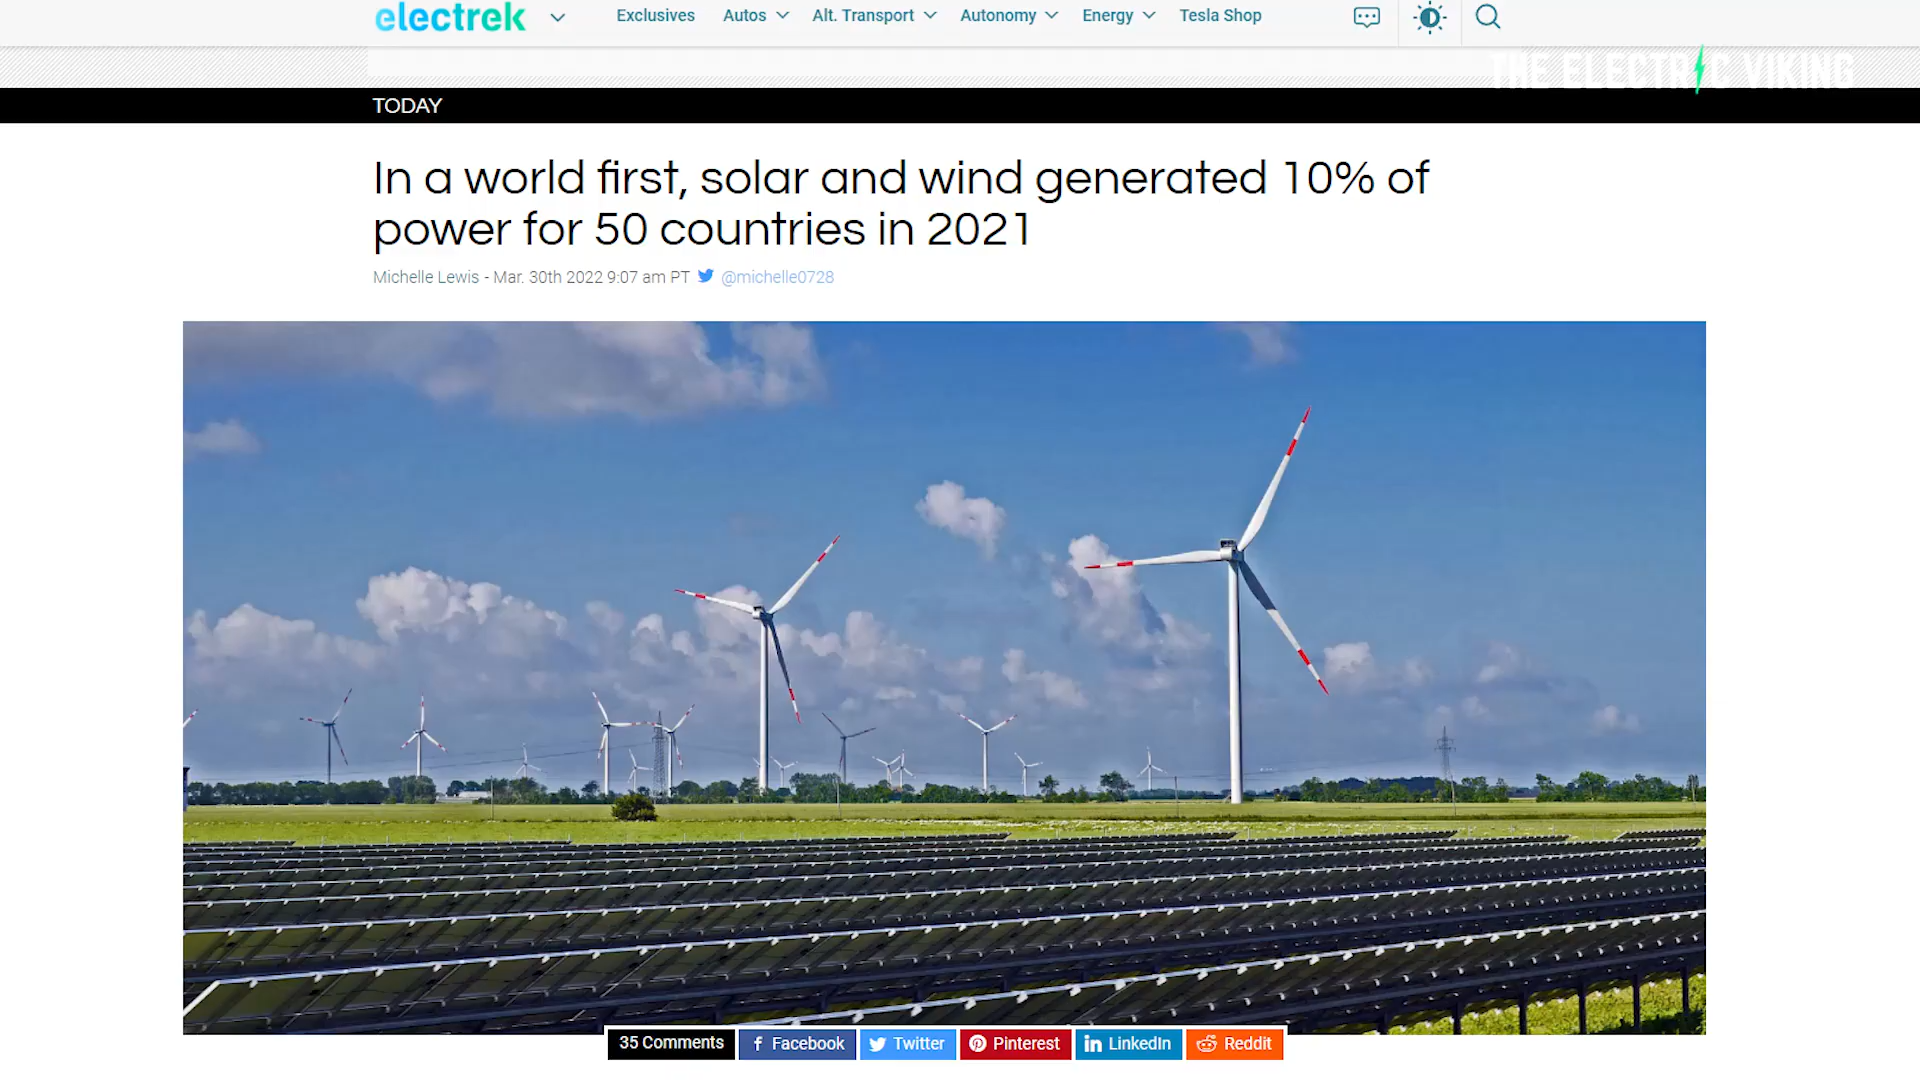 electrek
Exclusives Autos Alt. Transport Autonomy Energy Tesla Shop
THE ELECTRIC VIKING
TODAY
In a world first, solar and wind generated 10% of
power for 50 countries in 2021
Michelle Lewis - Mar. 30th 2022 9:07 am PT @michelle0728
35 Comments Facebook Twitter Pinterest LinkedIn Reddit